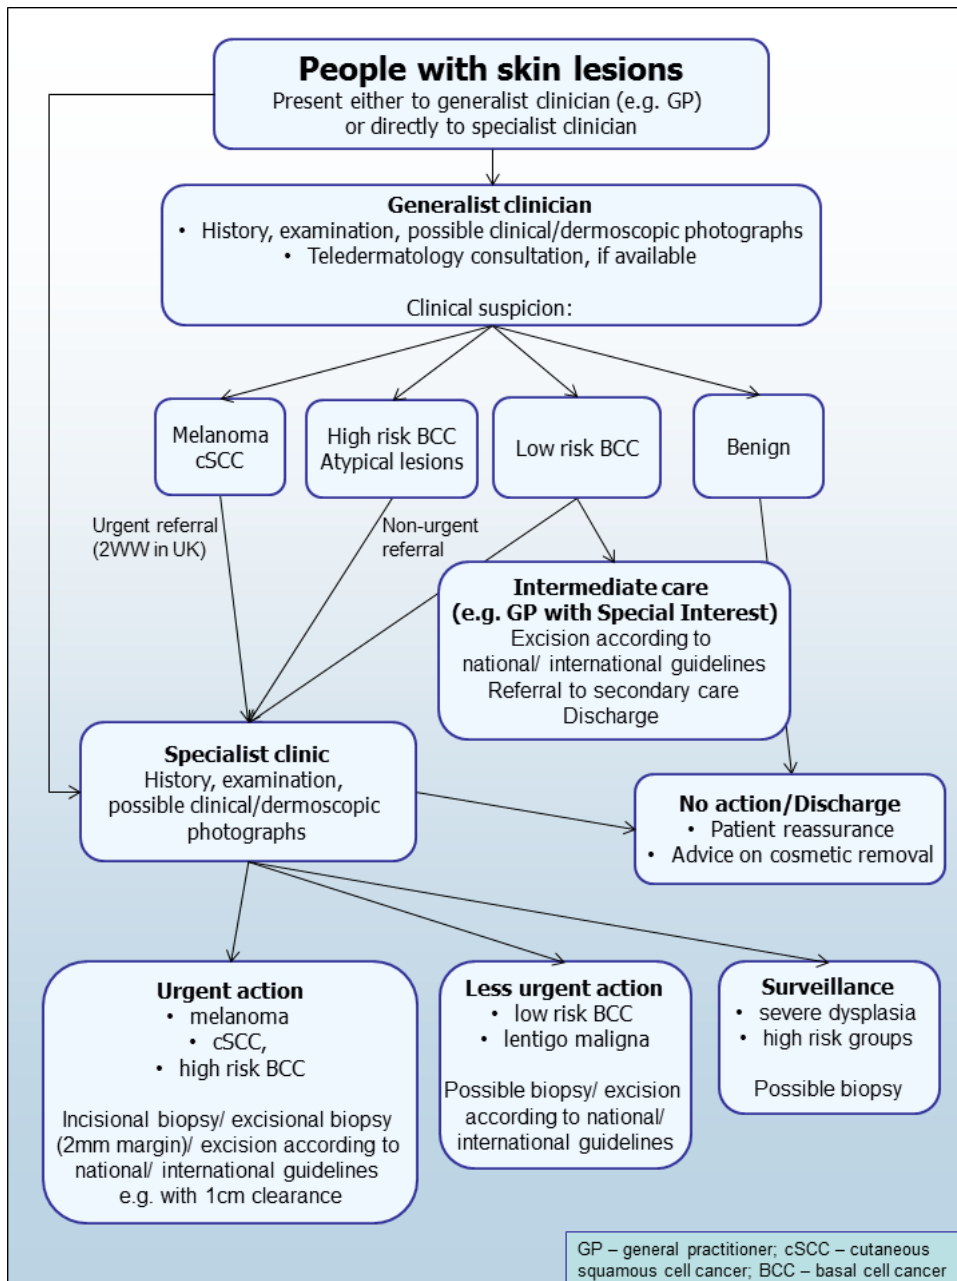 People with skin lesions
Present either to generalist clinician (e.g. GP)
or directly to specialist clinician
Generalist clinician
• History, examination, possible clinical/dermoscopic photographs
• Teledermatology consultation, if available
Clinical suspicion:
Melanoma
cSCC
High risk BCC
Atypical lesions
Low risk BCC
Benign
Urgent referral
(2WW in UK)
Non-urgent
referral
Intermediate care
(e.g. GP with Special Interest)
Excision according to
national/ international guidelines
Referral to secondary care
Discharge
Specialist clinic
History, examination,
possible clinical/dermoscopic
photographs
No action/Discharge
• Patient reassurance
• Advice on cosmetic removal
Urgent action
• melanoma
• cSCC,
• high risk BCC
Incisional biopsy/ excisional biopsy
(2mm margin)/ excision according to
national/ international guidelines
e.g. with 1cm clearance
Less urgent action
• low risk BCC
• lentigo maligna
Possible biopsy/ excision
according to national/
international guidelines
Surveillance
• severe dysplasia
• high risk groups
Possible biopsy
GP – general practitioner; cSCC – cutaneous
squamous cell cancer; BCC – basal cell cancer